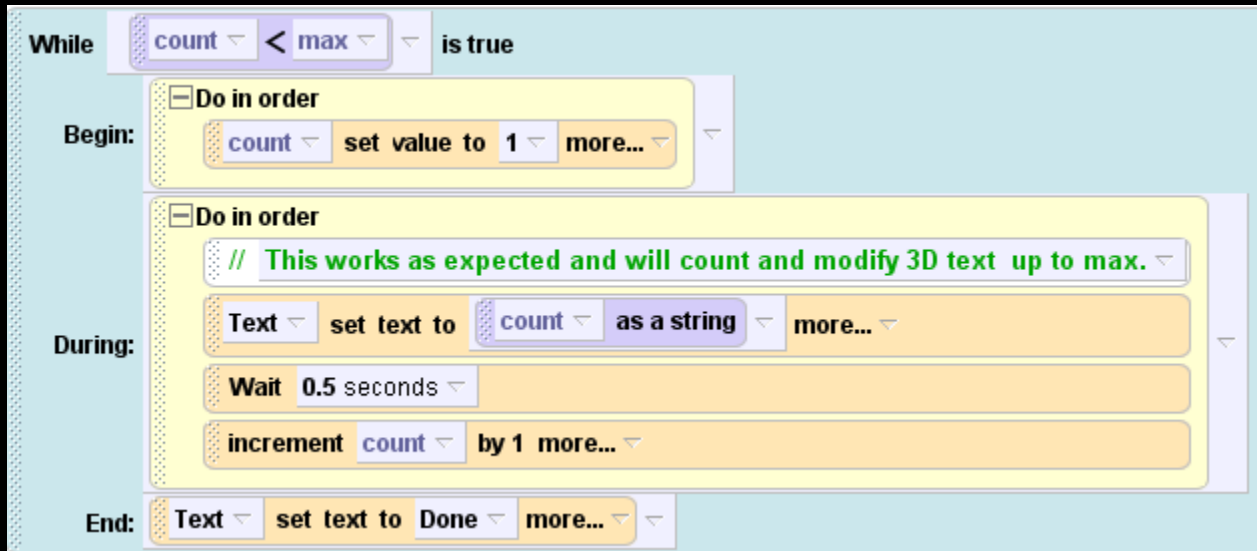 While count < max is true
Do in order
Begin: count set value to 1 more...
Do in order
// This works as expected and will count and modify 3D text up to max.
Text set text to count as a string more...
During:
Wait 0.5 seconds
increment count by 1 more...
End: Text set text to Done more...